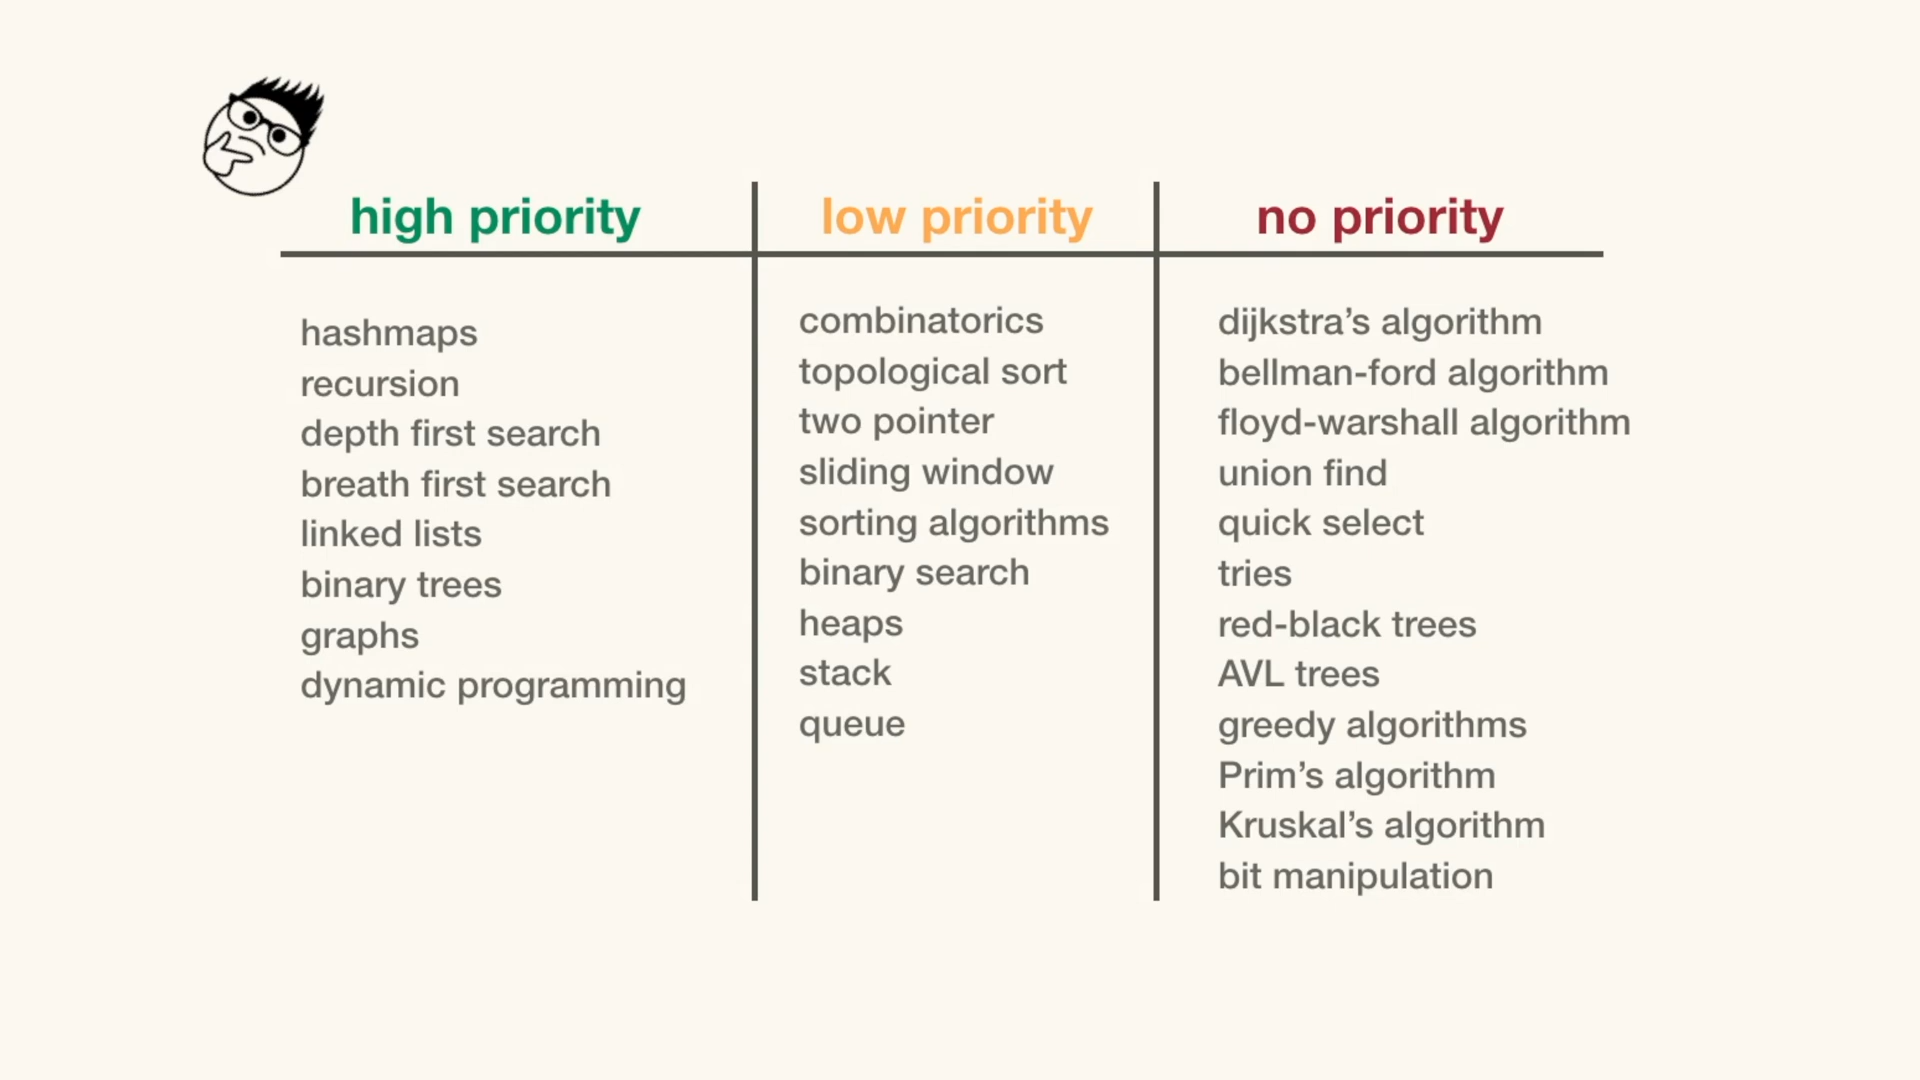 high priority
low priority
no priority
hashmaps
recursion
depth first search
breath first search
linked lists
binary trees
graphs
dynamic programming
combinatorics
topological sort
two pointer
sliding window
sorting algorithms
binary search
heaps
stack
queue
dijkstra’s algorithm
bellman-ford algorithm
floyd-warshall algorithm
union find
quick select
tries
red-black trees
AVL trees
greedy algorithms
Prim’s algorithm
Kruskal’s algorithm
bit manipulation